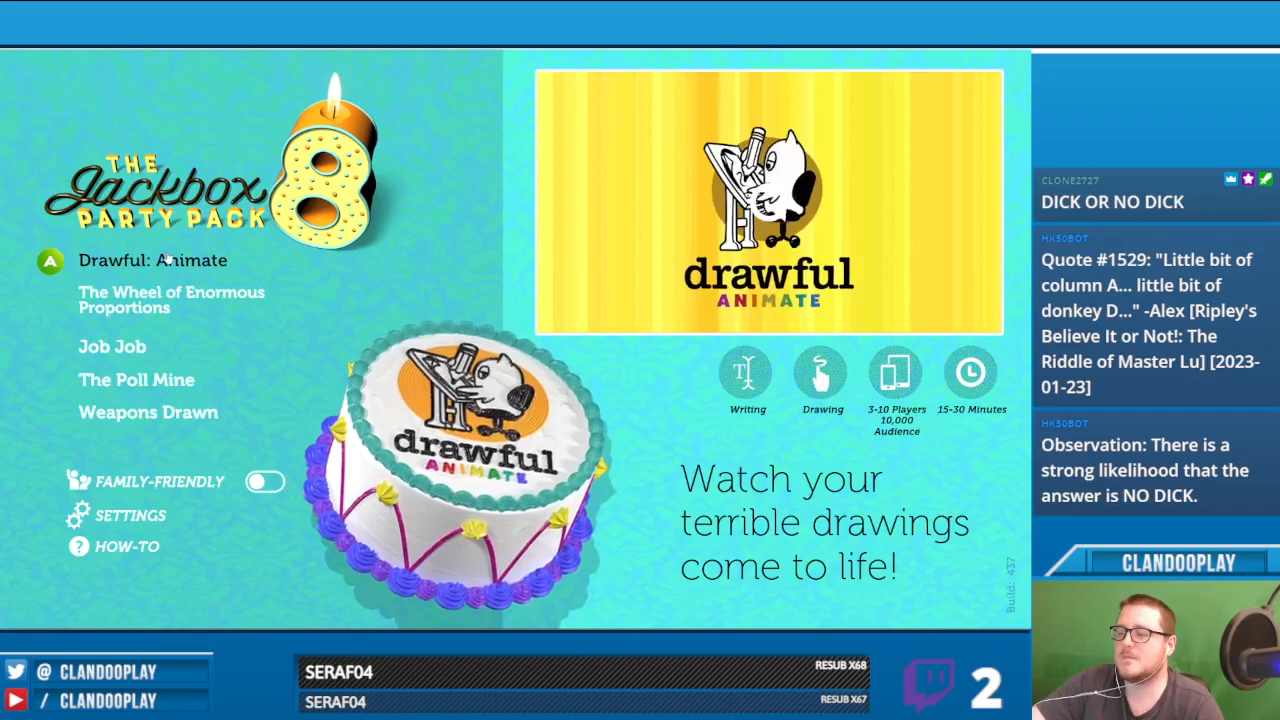 THE
Jackbox
PARTY PACK
8
A
Drawful: Animate
The Wheel of Enormous
Proportions
Job Job
The Poll Mine
Weapons Drawn
FAMILY-FRIENDLY
SETTINGS
? HOW-TO
drawful
ANIMATE
drawful
ANIMATE
T
Writing
Drawing
3-10 Players
10,000
Audience
15-30 Minutes
Watch your
terrible drawings
come to life!
Build: 437
CLONE2727
DICK OR NO DICK
HK50BOT
Quote #1529: "Little bit of
column A... little bit of
donkey D..." -Alex [Ripley's
Believe It or Not!: The
Riddle of Master Lu] [2023-
01-23]
HK50BOT
Observation: There is a
strong likelihood that the
answer is NO DICK.
CLANDOOPLAY
@ CLANDOOPLAY
/ CLANDOOPLAY
SERAF04
RESUB X68
SERAF04
RESUB X67
2